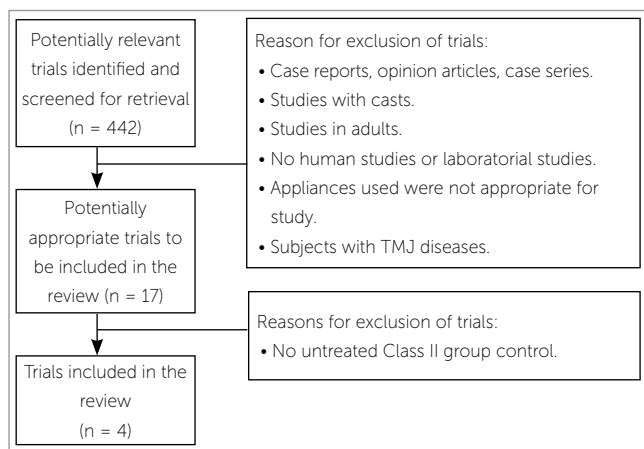 Potentially relevant
trials identified and
screened for retrieval
(n = 442)
Reason for exclusion of trials:
• Case reports, opinion articles, case series.
• Studies with casts.
• Studies in adults.
• No human studies or laboratorial studies.
• Appliances used were not appropriate for
study.
• Subjects with TMJ diseases.
Potentially
appropriate trials to
be included in the
review (n = 17)
Reasons for exclusion of trials:
• No untreated Class II group control.
Trials included in the
review
(n = 4)